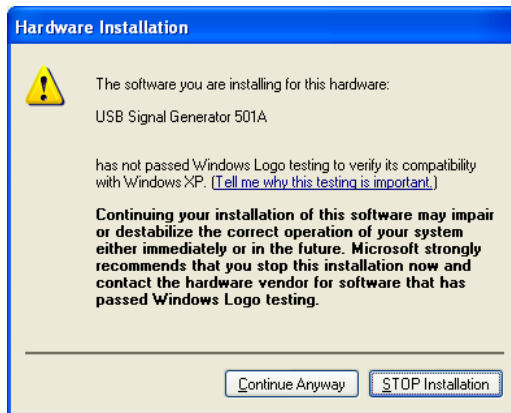 Hardware Installation
The software you are installing for this hardware:
USB Signal Generator 501A
has not passed Windows Logo testing to verify its compatibility
with Windows XP. (Tell me why this testing is important.)
Continuing your installation of this software may impair
or destabilize the correct operation of your system
either immediately or in the future. Microsoft strongly
recommends that you stop this installation now and
contact the hardware vendor for software that has
passed Windows Logo testing.
Continue Anyway
STOP Installation